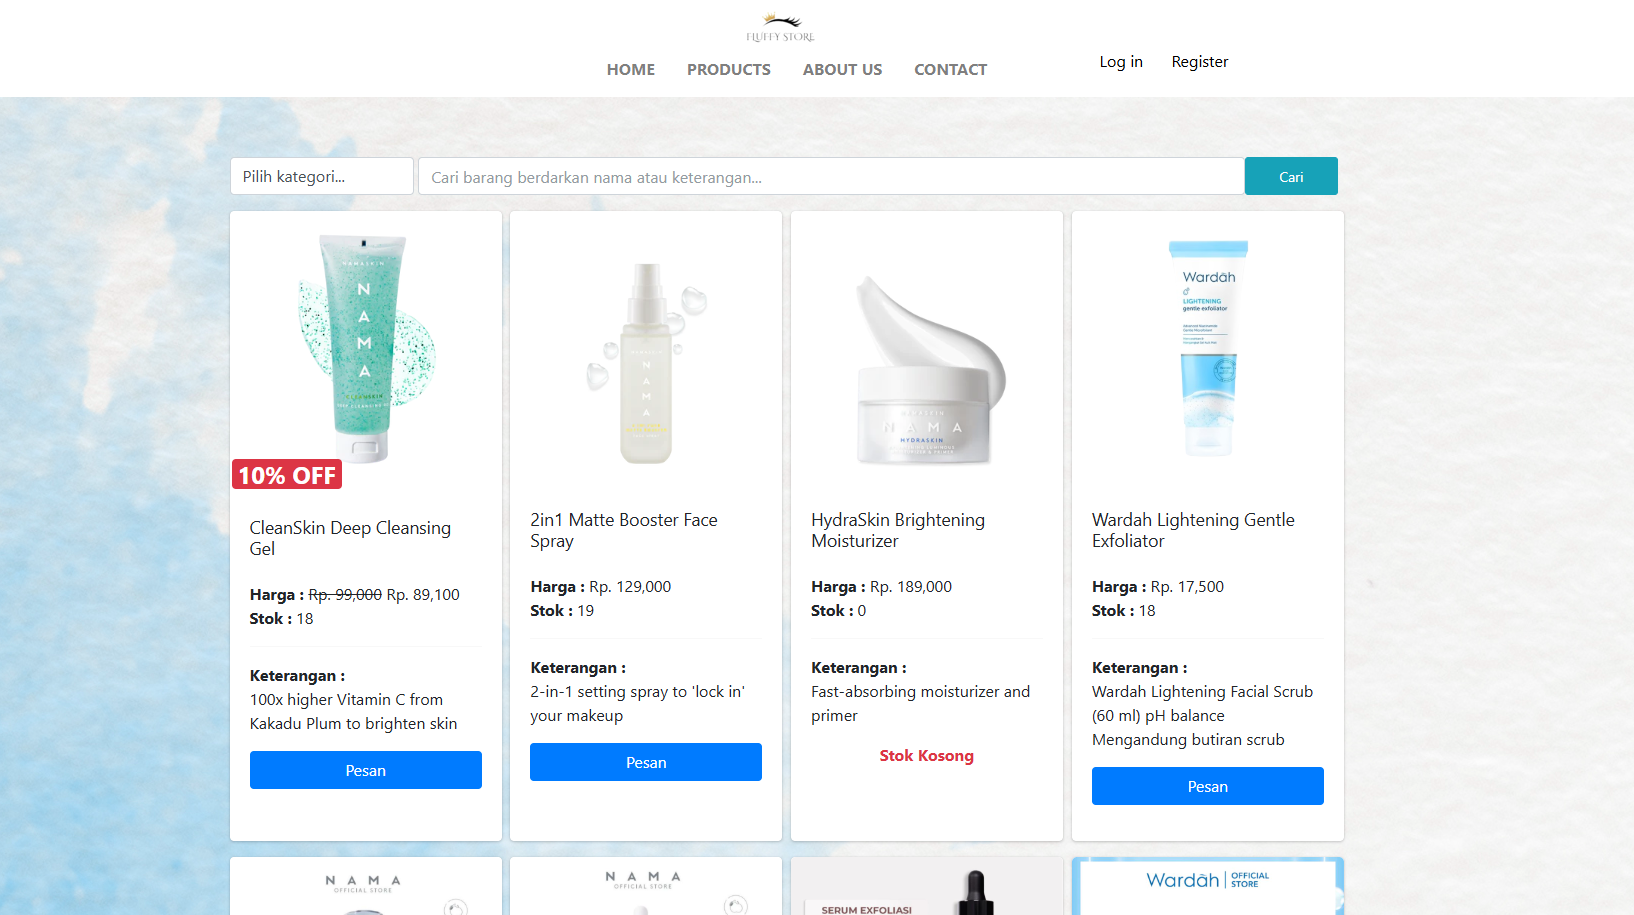 FLUFFY STORE
HOME PRODUCTS ABOUT US CONTACT
Log in Register
Pilih kategori...
Cari barang berdarkan nama atau keterangan...
Cari
NAMASKIN
N
A
M
A
CLEANSKIN
10% OFF
CleanSkin Deep Cleansing
Gel
Harga : Rp. 99,000 Rp. 89,100
Stok : 18
Keterangan :
100x higher Vitamin C from
Kakadu Plum to brighten skin
Pesan
N
A
M
A
2in1 Matte Booster Face
Spray
Harga : Rp. 129,000
Stok : 19
Keterangan :
2-in-1 setting spray to 'lock in'
your makeup
Pesan
NAMASKIN
N A M A
HYDRASKIN
HydraSkin Brightening
Moisturizer
Harga : Rp. 189,000
Stok : 0
Keterangan :
Fast-absorbing moisturizer and
primer
Stok Kosong
Wardah
LIGHTENING
gentle exfoliator
Wardah Lightening Gentle
Exfoliator
Harga : Rp. 17,500
Stok : 18
Keterangan :
Wardah Lightening Facial Scrub
(60 ml) pH balance
Mengandung butiran scrub
Pesan
N A M A
OFFICIAL STORE
N A M A
OFFICIAL STORE
SERUM EXFOLIASI
Wardah OFFICIAL
STORE